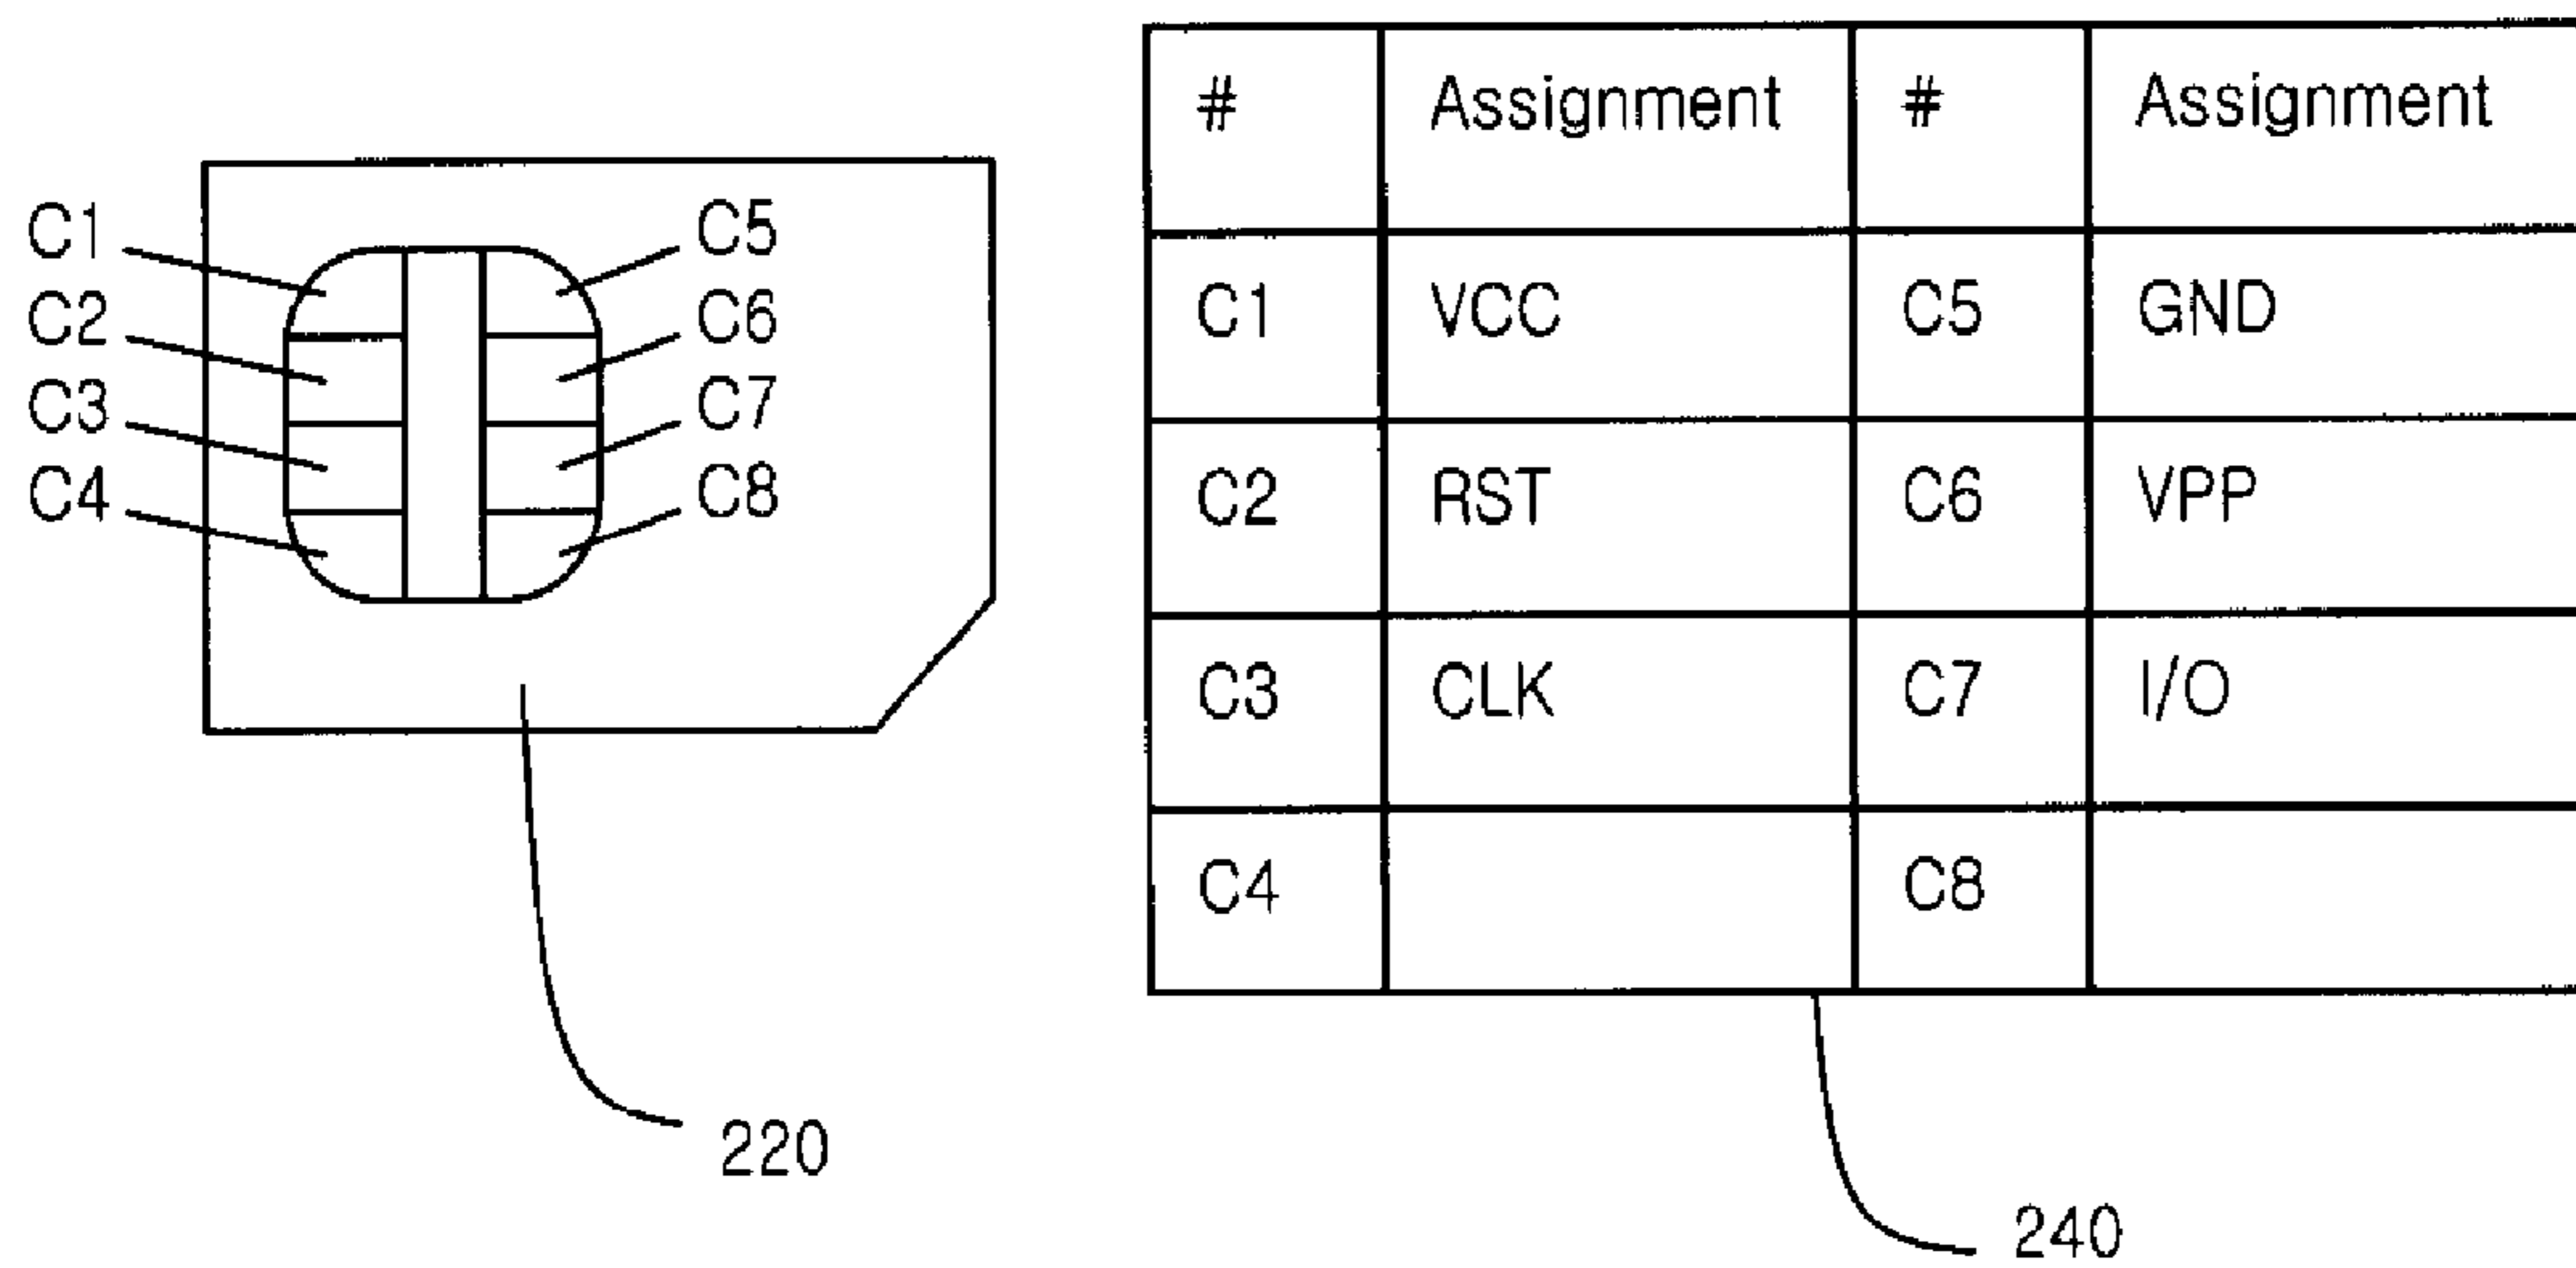 C1
C2
C3
C4
C5
C6
C7
C8
220
# Assignment # Assignment
C1 VCC C5 GND
C2 RST C6 VPP
C3 CLK C7 I/O
C4 C8
240